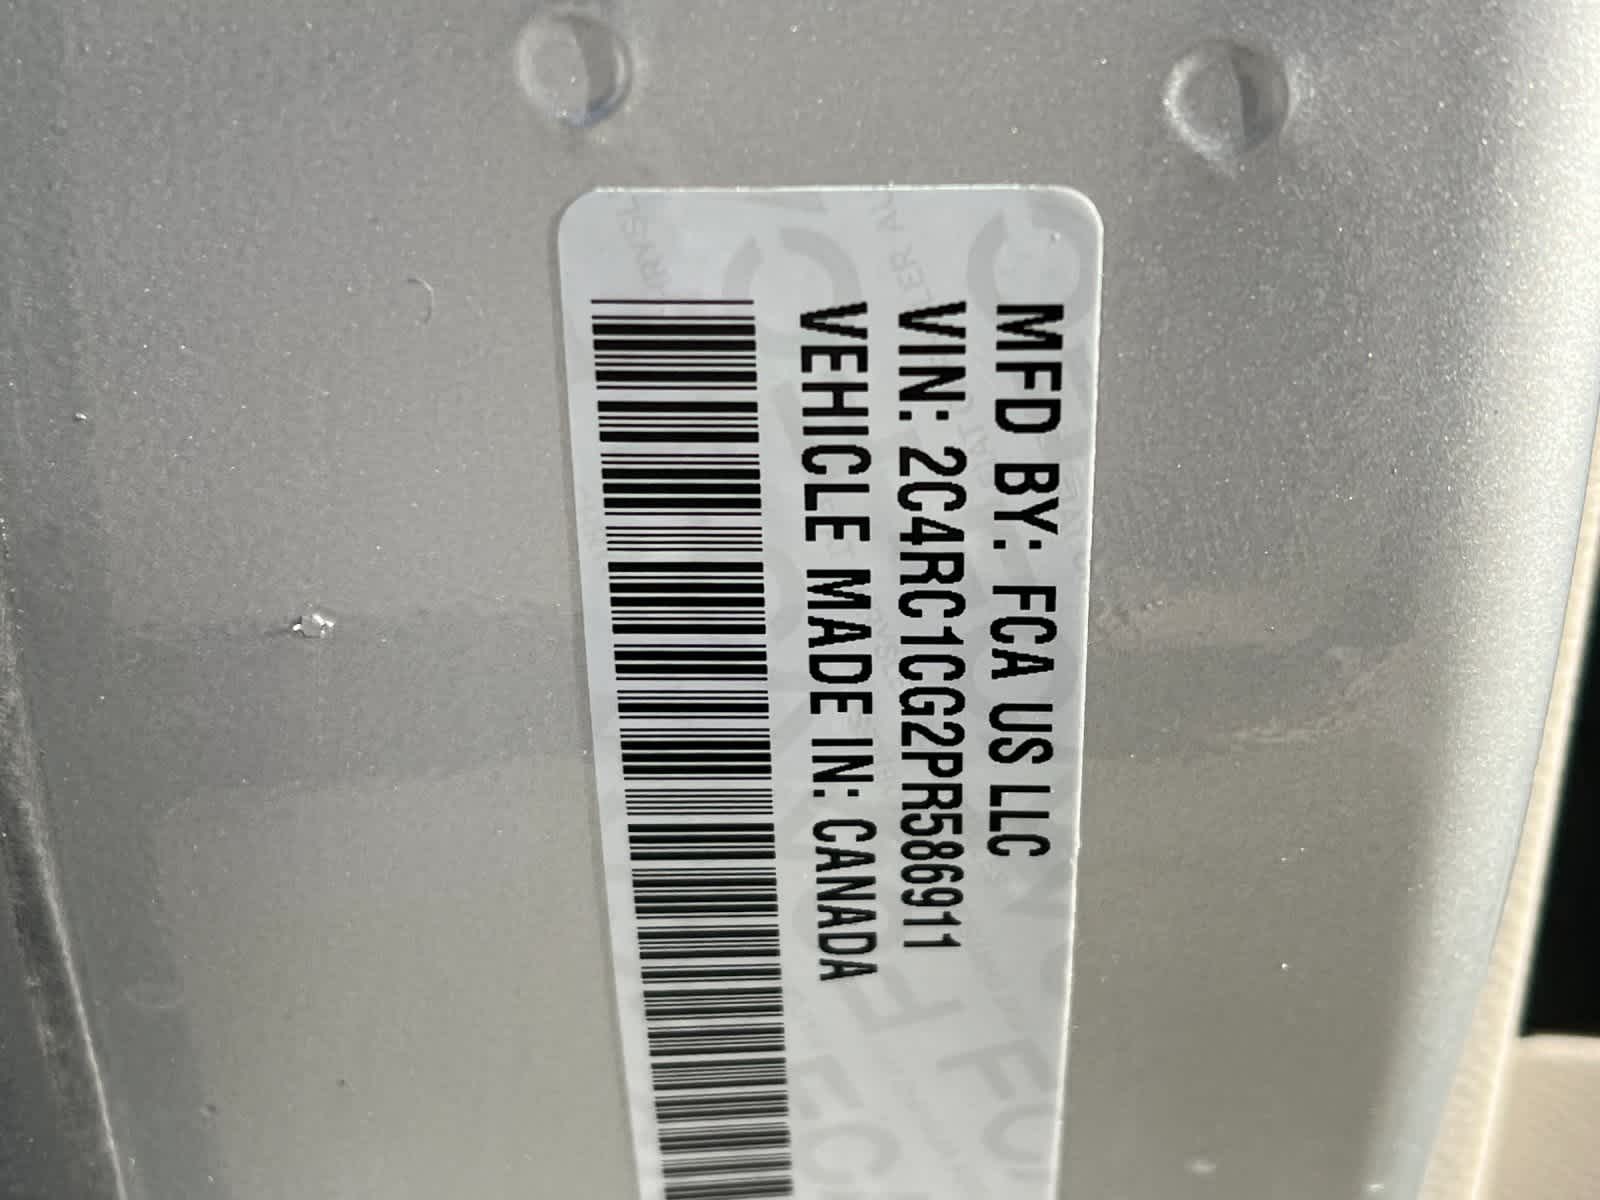 MFD BY: FCA US LLC
VIN: 2C4RC1CG2PR586911
VEHICLE MADE IN: CANADA